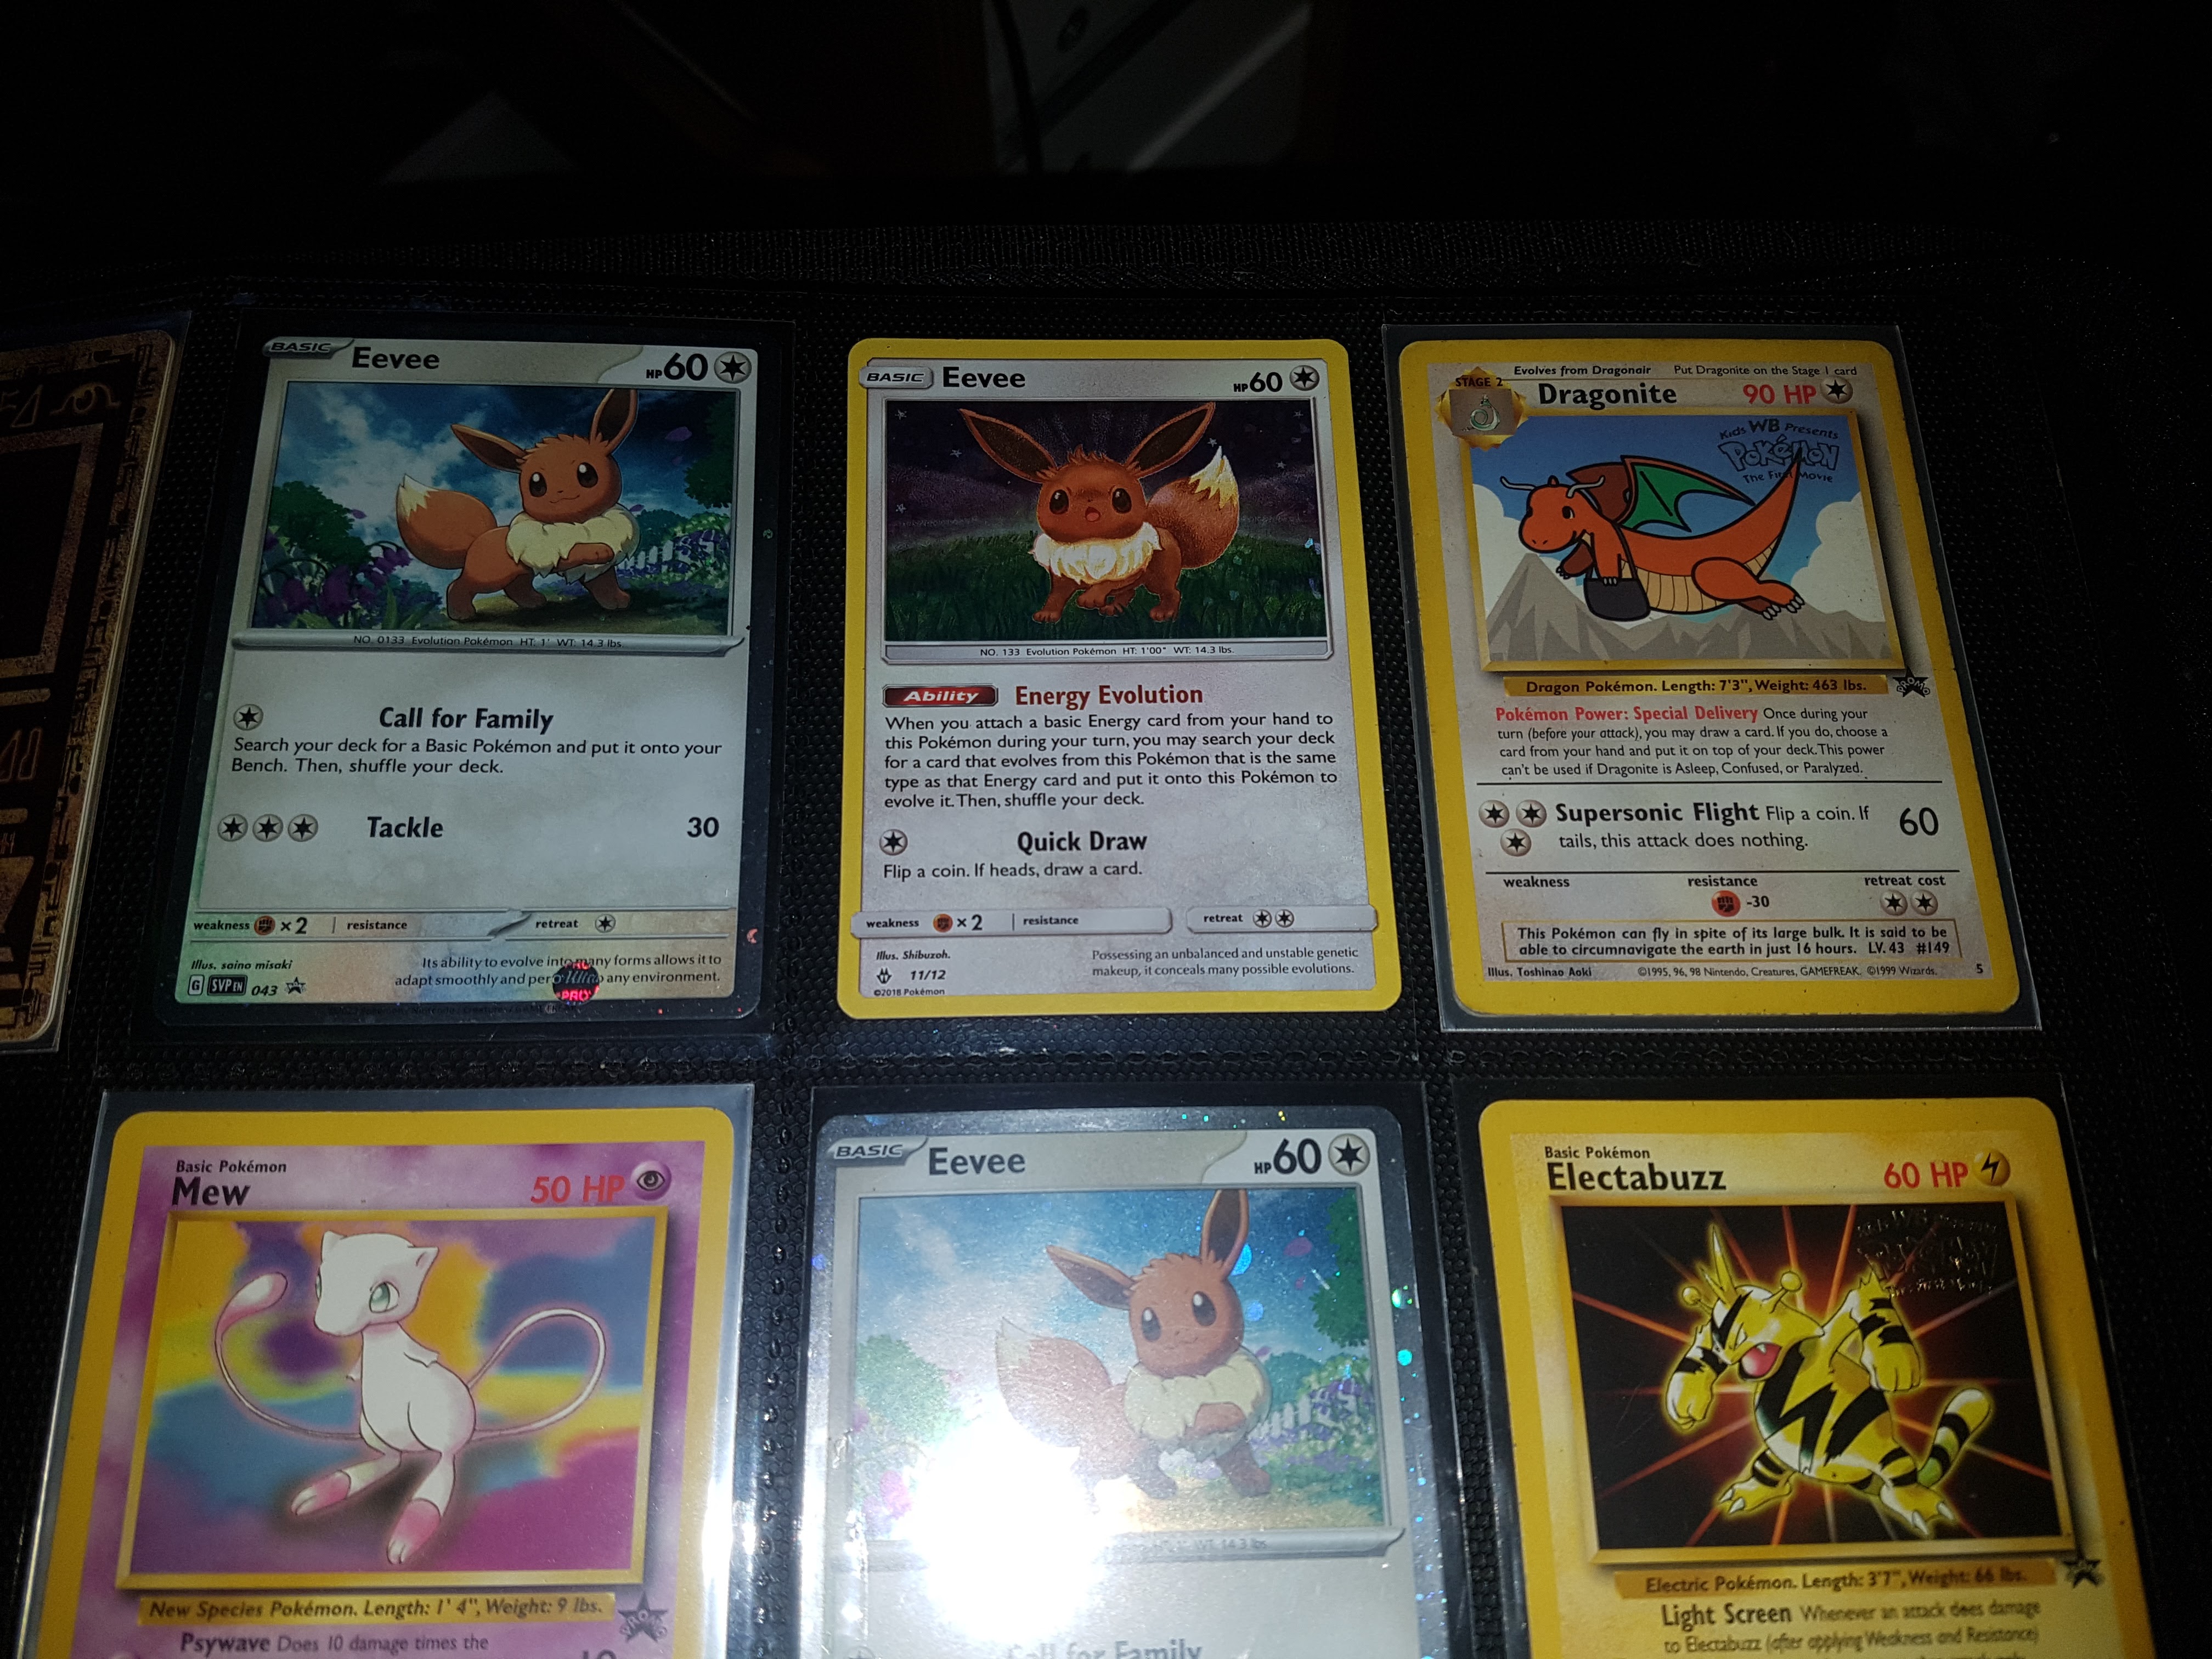 BASIC Eevee HP 60
NO. 0133 Evolution Pokémon HT: 1' WT: 14.3 lbs.
Call for Family
Search your deck for a Basic Pokémon and put it onto your
Bench. Then, shuffle your deck.
Tackle 30
weakness ×2 resistance retreat
Illus. saino misaki
Its ability to evolve into many forms allows it to
adapt smoothly and any environment.
G SVP EN 043
BASIC Eevee HP 60
NO. 133 Evolution Pokémon HT: 1'00" WT: 14.3 lbs.
Ability Energy Evolution
When you attach a basic Energy card from your hand to
this Pokémon during your turn, you may search your deck
for a card that evolves from this Pokémon that is the same
type as that Energy card and put it onto this Pokémon to
evolve it. Then, shuffle your deck.
Quick Draw
Flip a coin. If heads, draw a card.
weakness ×2 resistance retreat
Illus. Shibuzoh.
Possessing an unbalanced and unstable genetic
makeup, it conceals many possible evolutions.
11/12
©2018 Pokémon
Evolves from Dragonair Put Dragonite on the Stage 1 card
STAGE 2
Dragonite 90 HP
Kids WB Presents
Pokémon
The First Movie
Dragon Pokémon. Length: 7'3", Weight: 463 lbs.
PROMO
Pokémon Power: Special Delivery Once during your
turn (before your attack), you may draw a card. If you do, choose a
card from your hand and put it on top of your deck. This power
can't be used if Dragonite is Asleep, Confused, or Paralyzed.
Supersonic Flight Flip a coin. If
tails, this attack does nothing.
60
weakness resistance retreat cost
-30
This Pokémon can fly in spite of its large bulk. It is said to be
able to circumnavigate the earth in just 16 hours. LV. 43 #149
Illus. Toshinao Aoki ©1995, 96, 98 Nintendo, Creatures, GAMEFREAK. ©1999 Wizards. 5
Basic Pokémon
Mew 50 HP
New Species Pokémon. Length: 1' 4", Weight: 9 lbs.
PROMO
Psywave Does 10 damage times the
BASIC Eevee HP 60
WT: 14.3 lbs
Call for Family
Basic Pokémon
Electabuzz 60 HP
Electric Pokémon. Length: 3'7", Weight: 66 lbs.
Light Screen Whenever an attack does damage
to Electabuzz (after applying Weakness and Resistance)